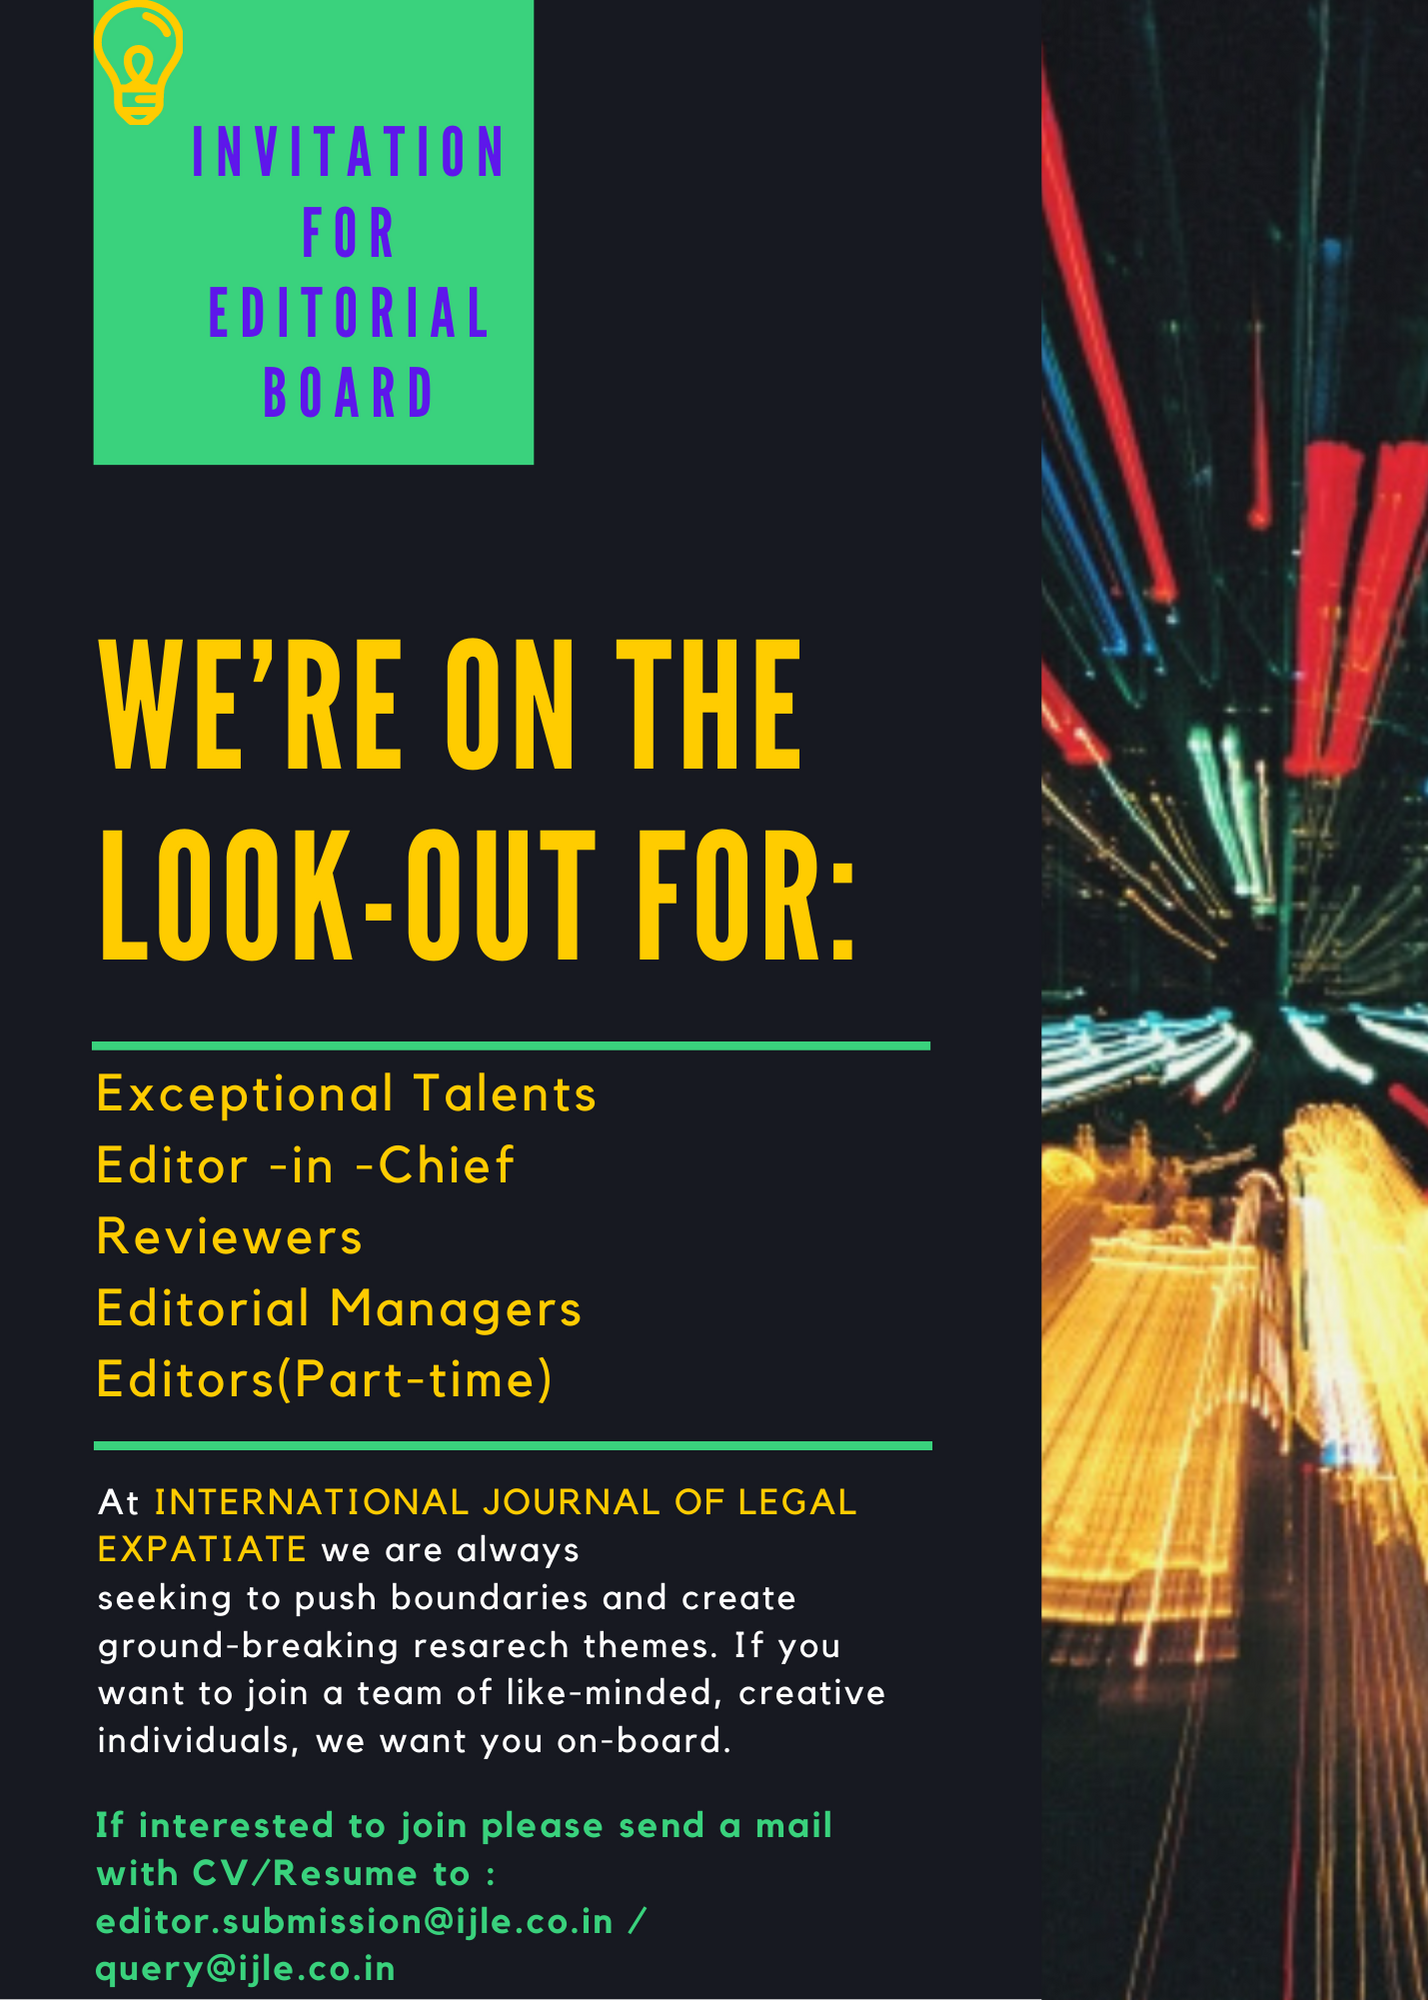 INVITATION
FOR
EDITORIAL
BOARD
WE’RE ON THE
LOOK-OUT FOR:
Exceptional Talents
Editor -in -Chief
Reviewers
Editorial Managers
Editors(Part-time)
At INTERNATIONAL JOURNAL OF LEGAL
EXPATIATE we are always
seeking to push boundaries and create
ground-breaking resarech themes. If you
want to join a team of like-minded, creative
individuals, we want you on-board.
If interested to join please send a mail
with CV/Resume to :
editor.submission@ijle.co.in /
query@ijle.co.in